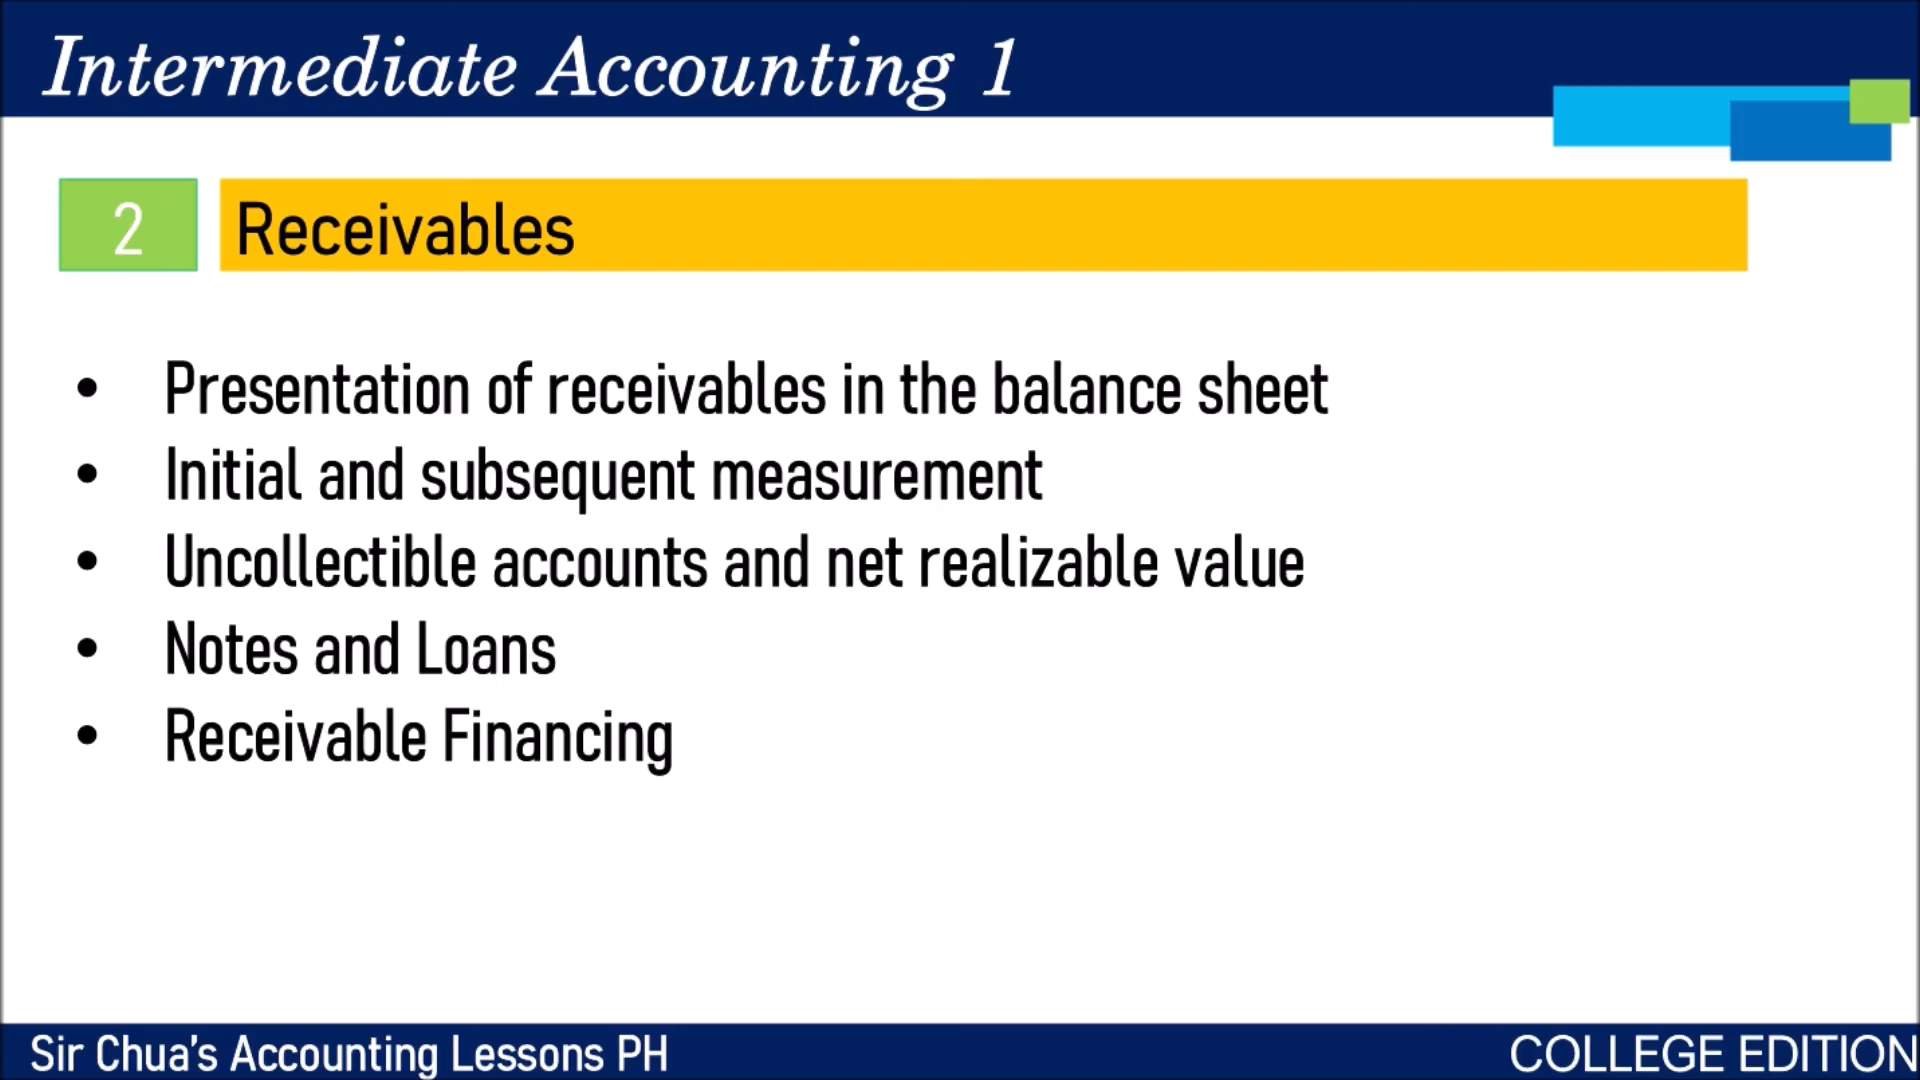 Intermediate Accounting 1
2 Receivables
• Presentation of receivables in the balance sheet
• Initial and subsequent measurement
• Uncollectible accounts and net realizable value
• Notes and Loans
• Receivable Financing
Sir Chua's Accounting Lessons PH
COLLEGE EDITION